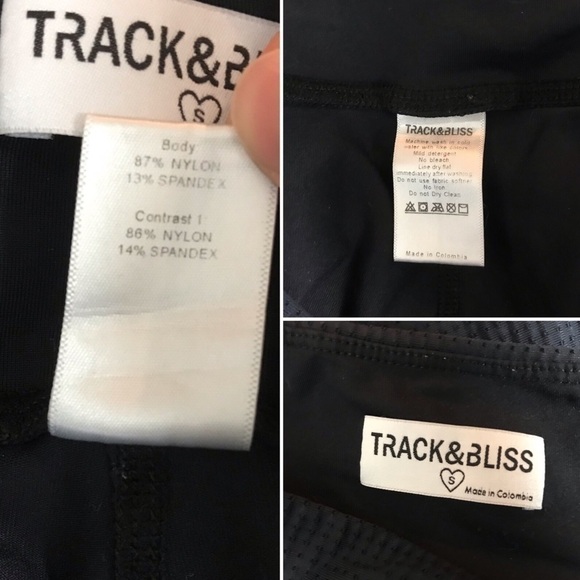 TRACK&B
S
Body
87% NYLON
13% SPANDEX
Contrast 1
86% NYLON
14% SPANDEX
TRACK&BLISS
Machine wash in cold
water with like colors
Mild detergent
No bleach
Line dry flat
immediately after washing
Do not use fabric softner
No Iron
Do not Dry Clean
Made in Colombia
TRACK&BLISS
S
Made in Colombia